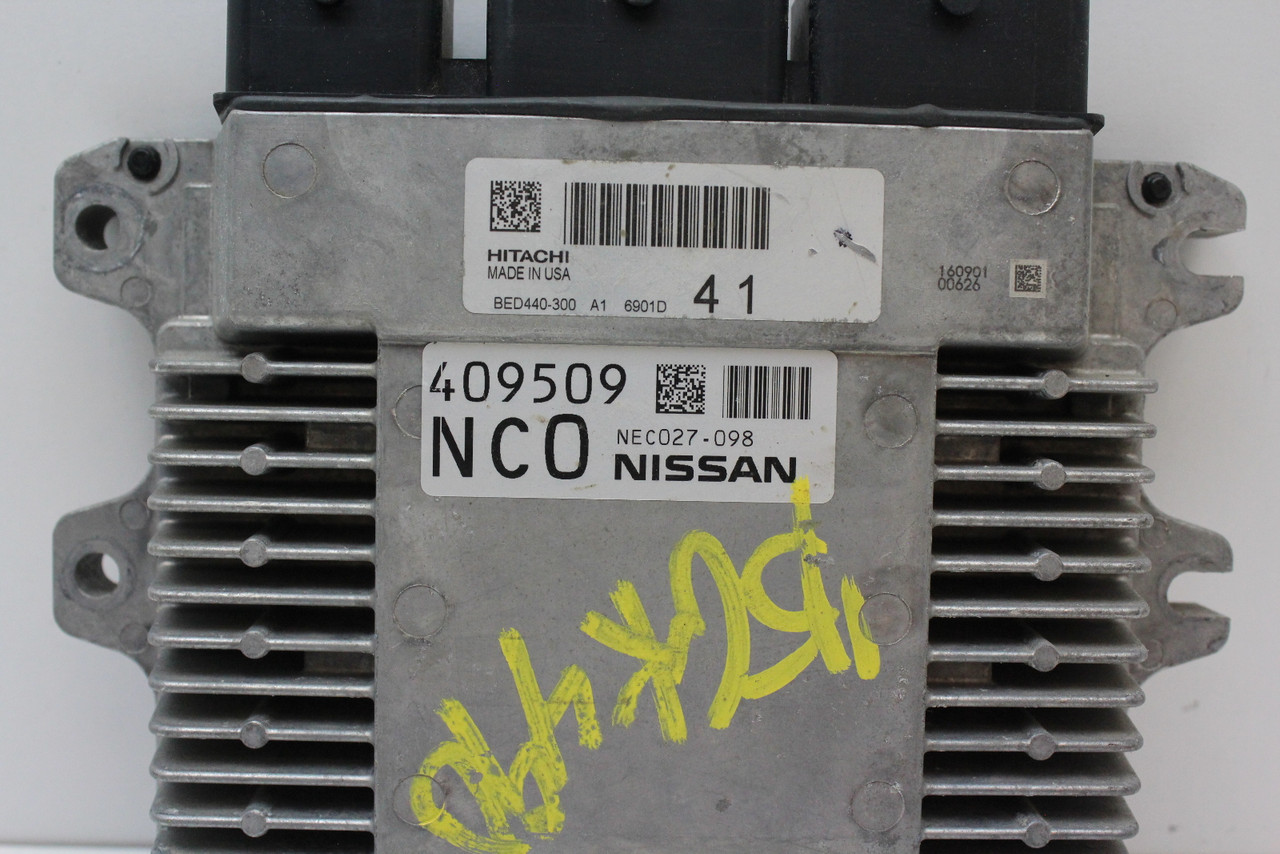 HITACHI
MADE IN USA
BED440-300 A1 6901D 41
160901
00626
409509
NCO NEC027-098
NISSAN